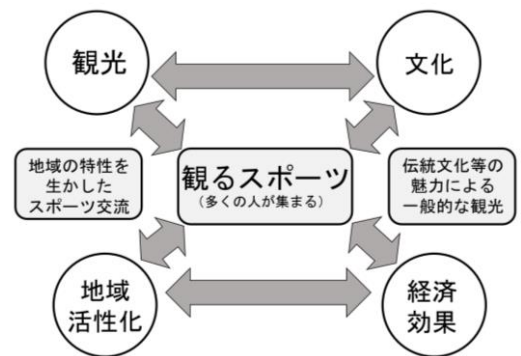 観光
文化
地域の特性を
生かした
スポーツ交流
観るスポーツ
（多くの人が集まる）
伝統文化等の
魅力による
一般的な観光
地域
活性化
経済
効果